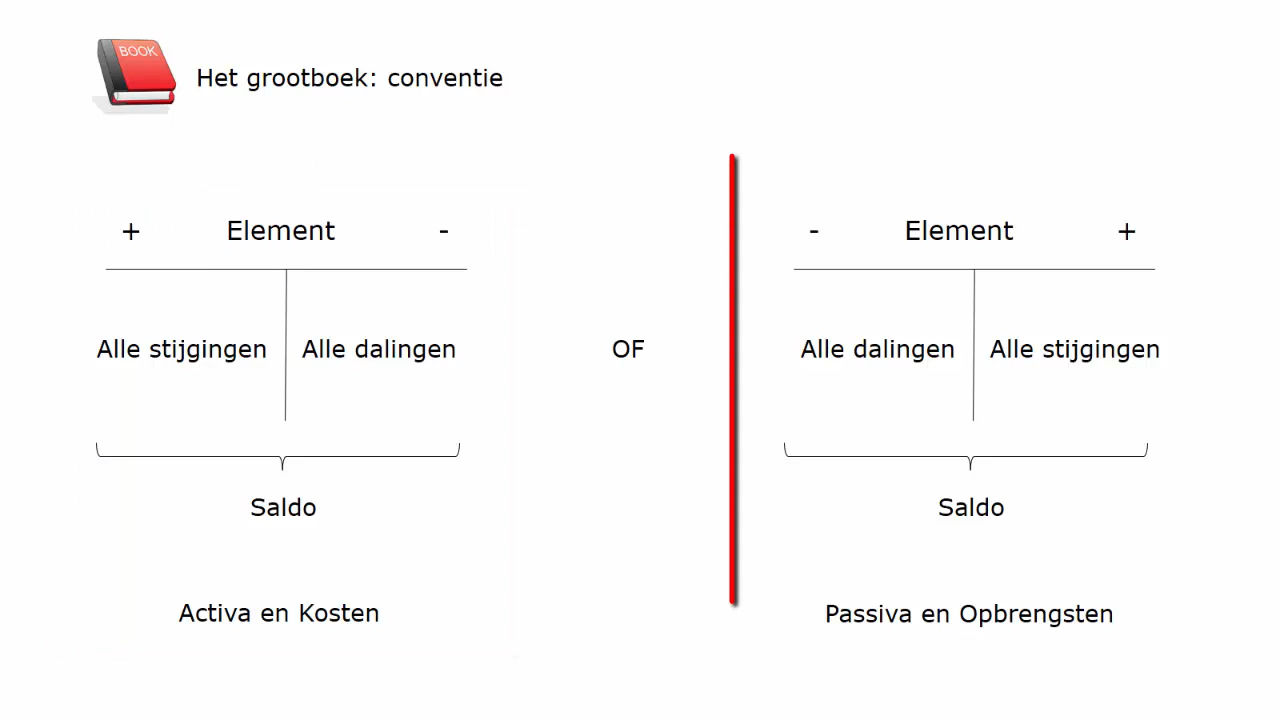 BOOK
Het grootboek: conventie
+ Element -
- Element +
Alle stijgingen Alle dalingen
OF
Alle dalingen Alle stijgingen
Saldo
Saldo
Activa en Kosten
Passiva en Opbrengsten